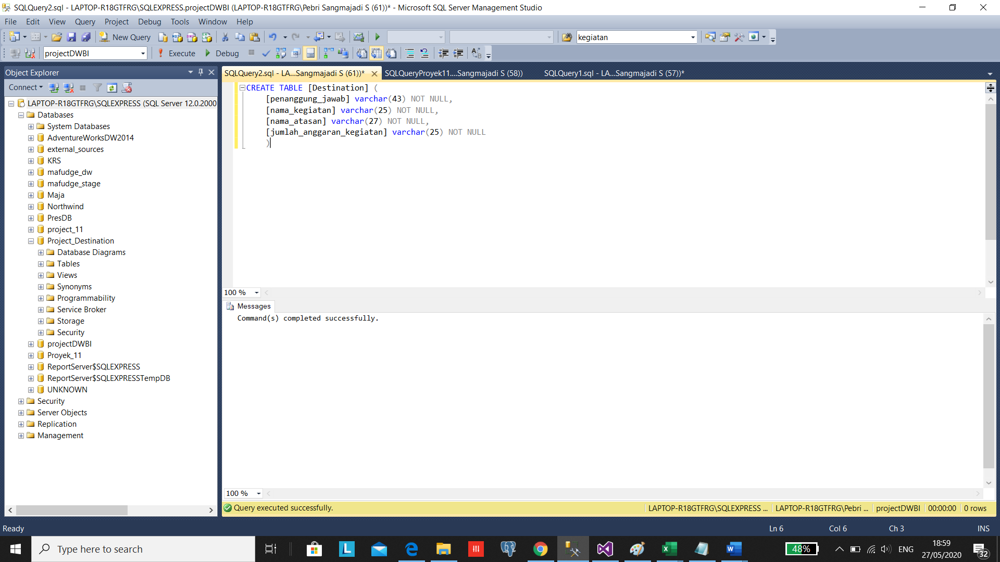 SQLQuery2.sql - LAPTOP-R18GTFRG\SQLEXPRESS.projectDWBI (LAPTOP-R18GTFRG\Pebri Sangmajadi S (61))* - Microsoft SQL Server Management Studio
File Edit View Query Project Debug Tools Window Help
New Query kegiatan
projectDWBI Execute Debug
Object Explorer
SQLQuery2.sql - LA...Sangmajadi S (61))* SQLQueryProyek11....Sangmajadi S (58)) SQLQuery1.sql - LA...Sangmajadi S (57))*
Connect
LAPTOP-R18GTFRG\SQLEXPRESS (SQL Server 12.0.2000
Databases
System Databases
AdventureWorksDW2014
external_sources
KRS
mafudge_dw
mafudge_stage
Maja
Northwind
PresDB
project_11
Project_Destination
Database Diagrams
Tables
Views
Synonyms
Programmability
Service Broker
Storage
Security
projectDWBI
Proyek_11
ReportServer$SQLEXPRESS
ReportServer$SQLEXPRESSTempDB
UNKNOWN
Security
Server Objects
Replication
Management
CREATE TABLE [Destination] (
[penanggung_jawab] varchar(43) NOT NULL,
[nama_kegiatan] varchar(25) NOT NULL,
[nama_atasan] varchar(27) NOT NULL,
[jumlah_anggaran_kegiatan] varchar(25) NOT NULL
)
100 %
Messages
Command(s) completed successfully.
100 %
Query executed successfully. LAPTOP-R18GTFRG\SQLEXPRESS ... LAPTOP-R18GTFRG\Pebri ... projectDWBI 00:00:00 0 rows
Ready Ln 6 Col 6 Ch 3 INS
Type here to search 48% ENG 18:59
27/05/2020 32